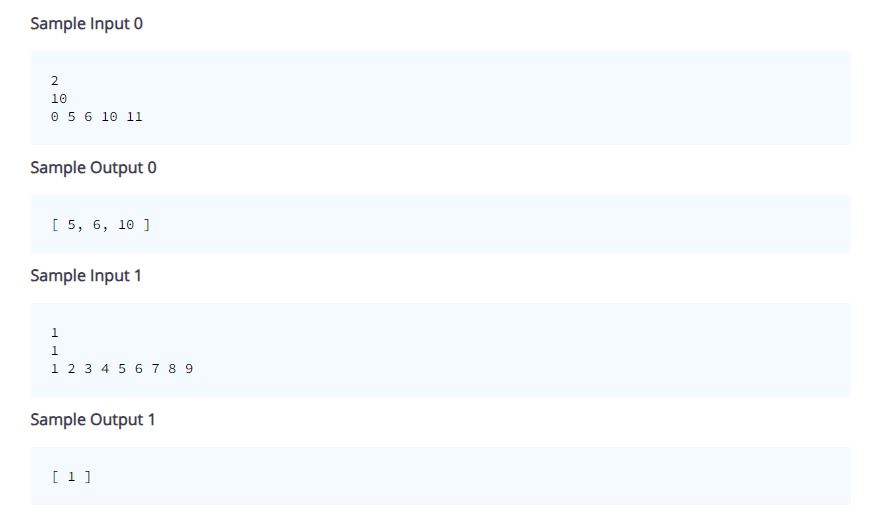 Sample Input 0
2
10
0 5 6 10 11
Sample Output 0
[ 5, 6, 10 ]
Sample Input 1
1
1
1 2 3 4 5 6 7 8 9
Sample Output 1
[ 1 ]